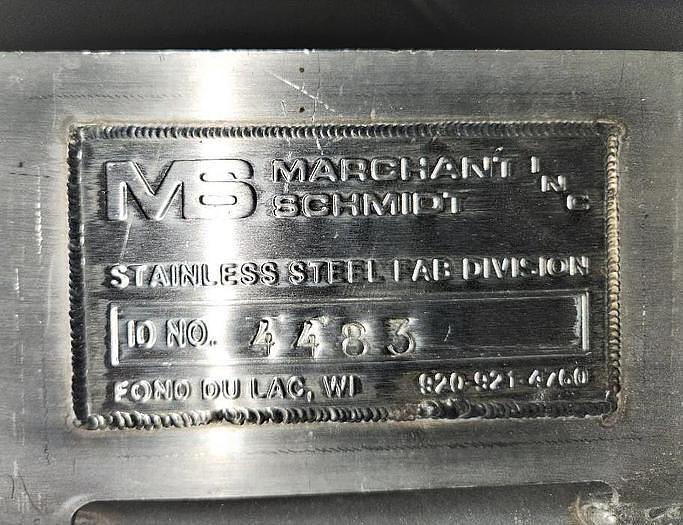 MS MARCHANT INC
SCHMIDT
STAINLESS STEEL FAB DIVISION
ID NO. 4483
FOND DU LAC, WI 920-921-4760